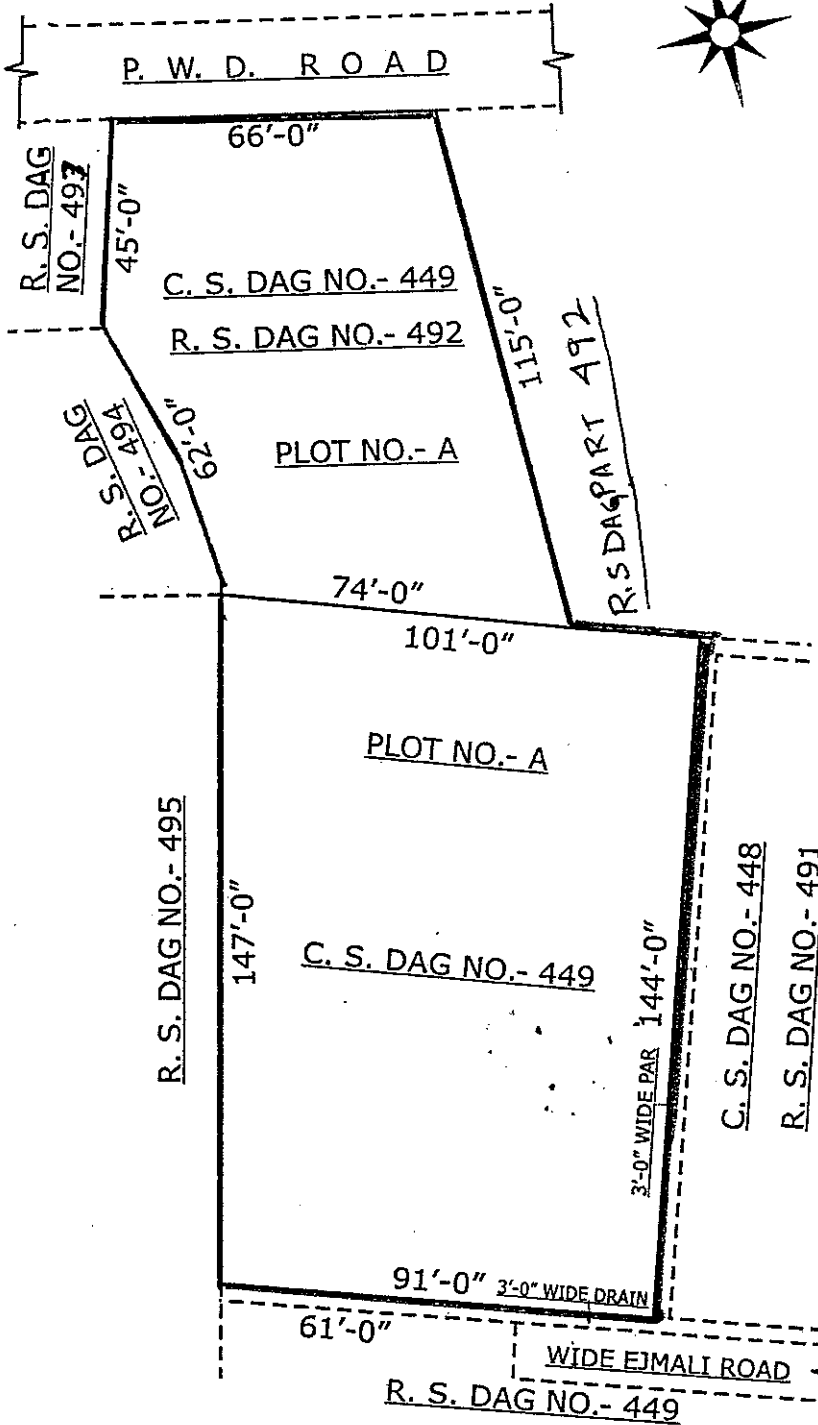 P. W. D. ROAD
66'-0"
R. S. DAG
NO.- 493
45'-0"
C. S. DAG NO.- 449
R. S. DAG NO.- 492
115'-0"
R.S DAG PART 492
R.S. DAG
NO.- 494
62'-0"
PLOT NO.- A
74'-0"
101'-0"
PLOT NO.- A
R. S. DAG NO.- 495
147'-0"
C. S. DAG NO.- 449
3'-0" WIDE PAR
144'-0"
C. S. DAG NO.- 448
R. S. DAG NO.- 491
91'-0"
3'-0" WIDE DRAIN
61'-0"
WIDE EJMALI ROAD
R. S. DAG NO.- 449